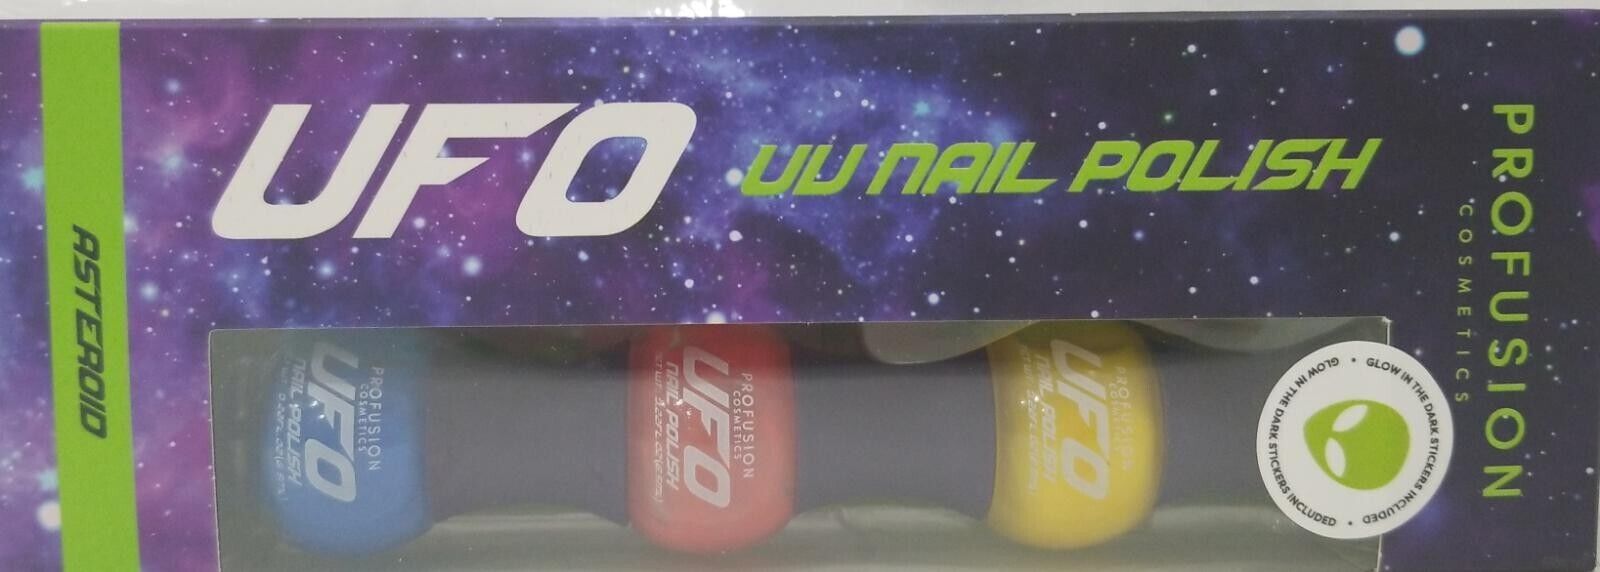 UFO
UV NAIL POLISH
PROFUSION
COSMETICS
ASTEROID
UFO
NAIL POLISH
PROFUSION
COSMETICS
UFO
NAIL POLISH
PROFUSION
COSMETICS
UFO
NAIL POLISH
PROFUSION
GLOW IN THE DARK STICKERS INCLUDED •
GLOW IN THE DARK STICKERS INCLUDED •